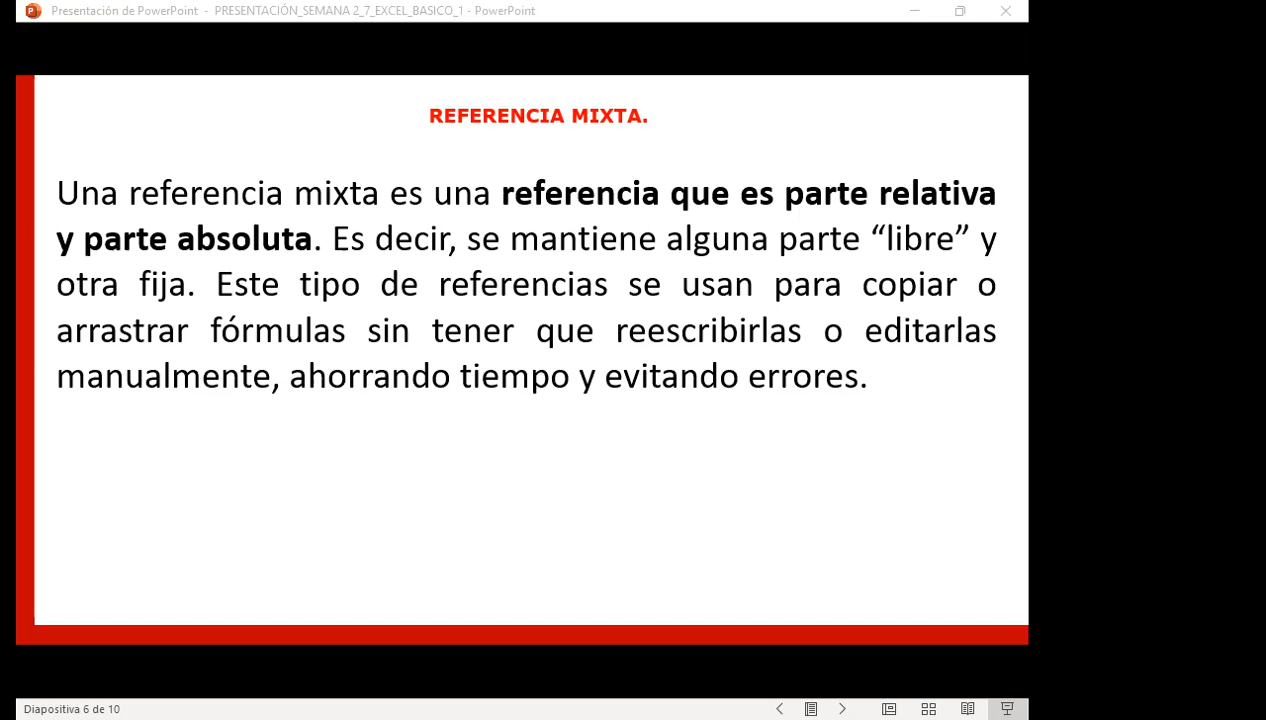 Presentación de PowerPoint - PRESENTACIÓN_SEMANA 2_7_EXCEL_BASICO_1 - PowerPoint
REFERENCIA MIXTA.
Una referencia mixta es una referencia que es parte relativa
y parte absoluta. Es decir, se mantiene alguna parte “libre” y
otra fija. Este tipo de referencias se usan para copiar o
arrastrar fórmulas sin tener que reescribirlas o editarlas
manualmente, ahorrando tiempo y evitando errores.
Diapositiva 6 de 10